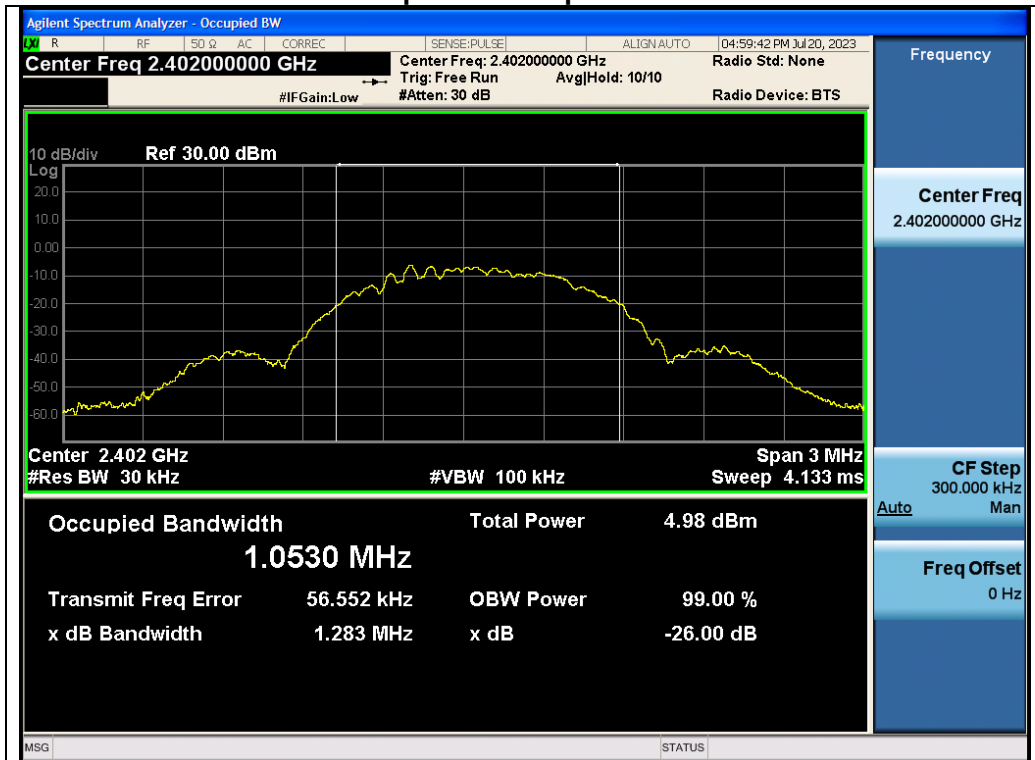 Agilent Spectrum Analyzer - Occupied BW
LXI R RF 50 Ω AC CORREC SENSE:PULSE ALIGN AUTO 04:59:42 PM Jul 20, 2023
Center Freq 2.402000000 GHz
Center Freq: 2.402000000 GHz Radio Std: None
Trig: Free Run Avg|Hold: 10/10
#IFGain:Low #Atten: 30 dB Radio Device: BTS
10 dB/div Ref 30.00 dBm
Log
20.0
10.0
0.00
-10.0
-20.0
-30.0
-40.0
-50.0
-60.0
Center 2.402 GHz Span 3 MHz
#Res BW 30 kHz #VBW 100 kHz Sweep 4.133 ms
Occupied Bandwidth Total Power 4.98 dBm
1.0530 MHz
Transmit Freq Error 56.552 kHz OBW Power 99.00 %
x dB Bandwidth 1.283 MHz x dB -26.00 dB
Frequency
Center Freq
2.402000000 GHz
CF Step
300.000 kHz
Auto Man
Freq Offset
0 Hz
MSG STATUS